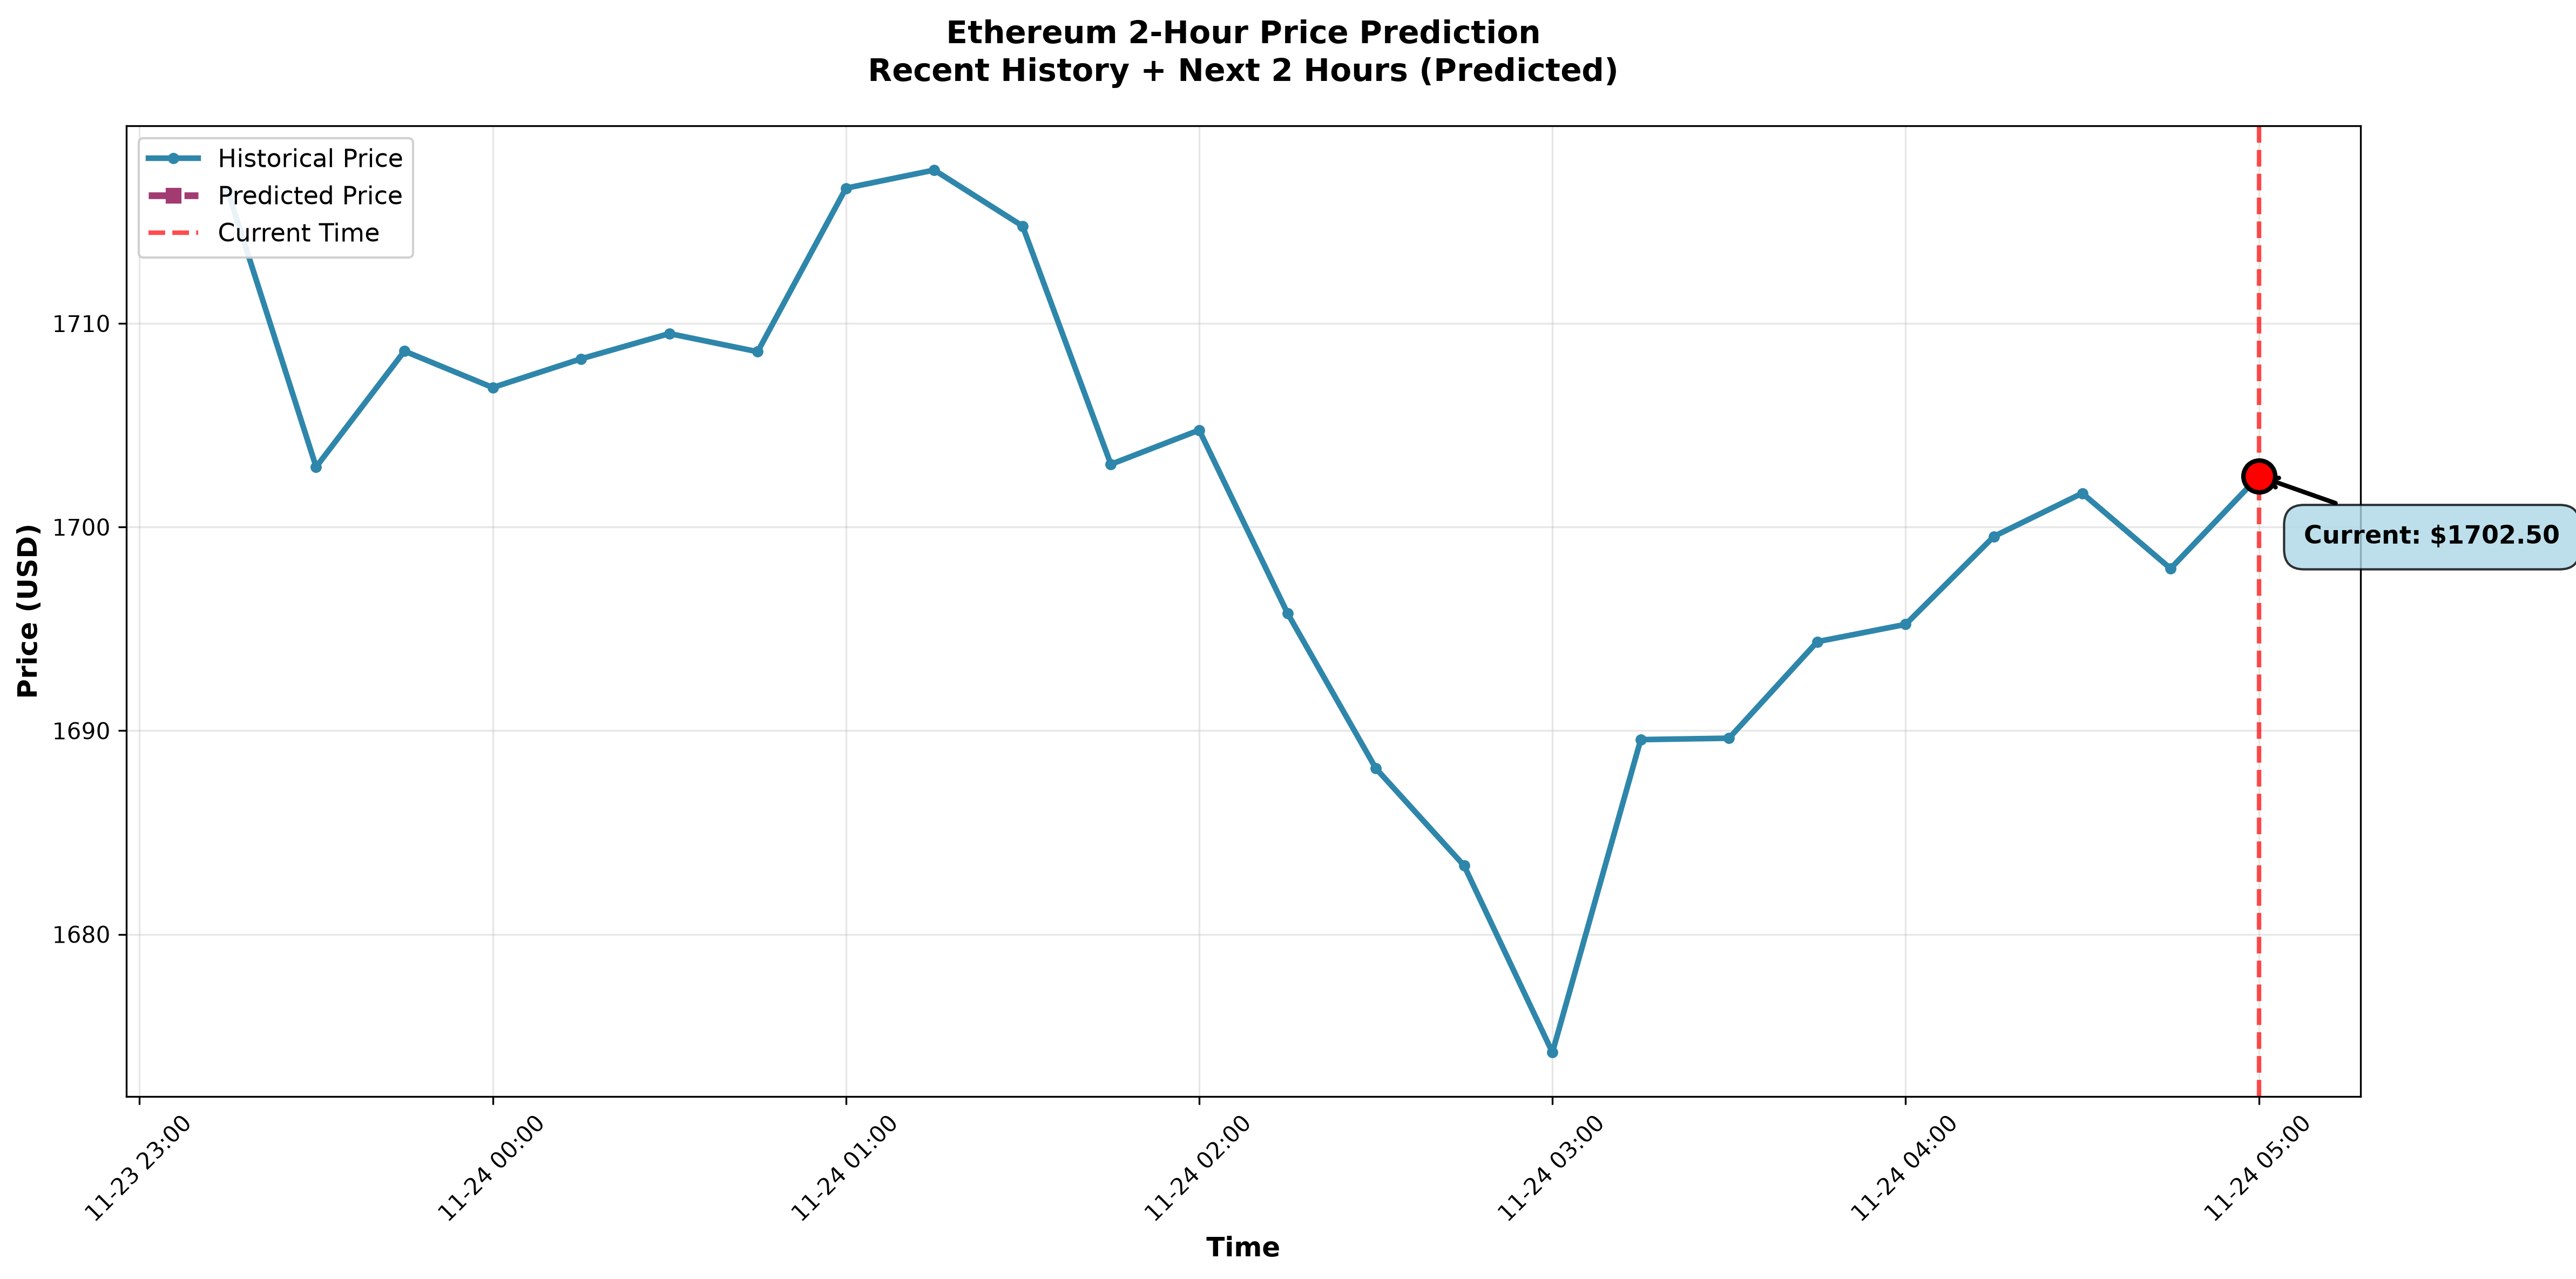 Ethereum 2-Hour Price Prediction
Recent History + Next 2 Hours (Predicted)
Historical Price
Predicted Price
Current Time
1710
1700
1690
1680
Price (USD)
Current: $1702.50
11-23 23:00
11-24 00:00
11-24 01:00
11-24 02:00
11-24 03:00
11-24 04:00
11-24 05:00
Time